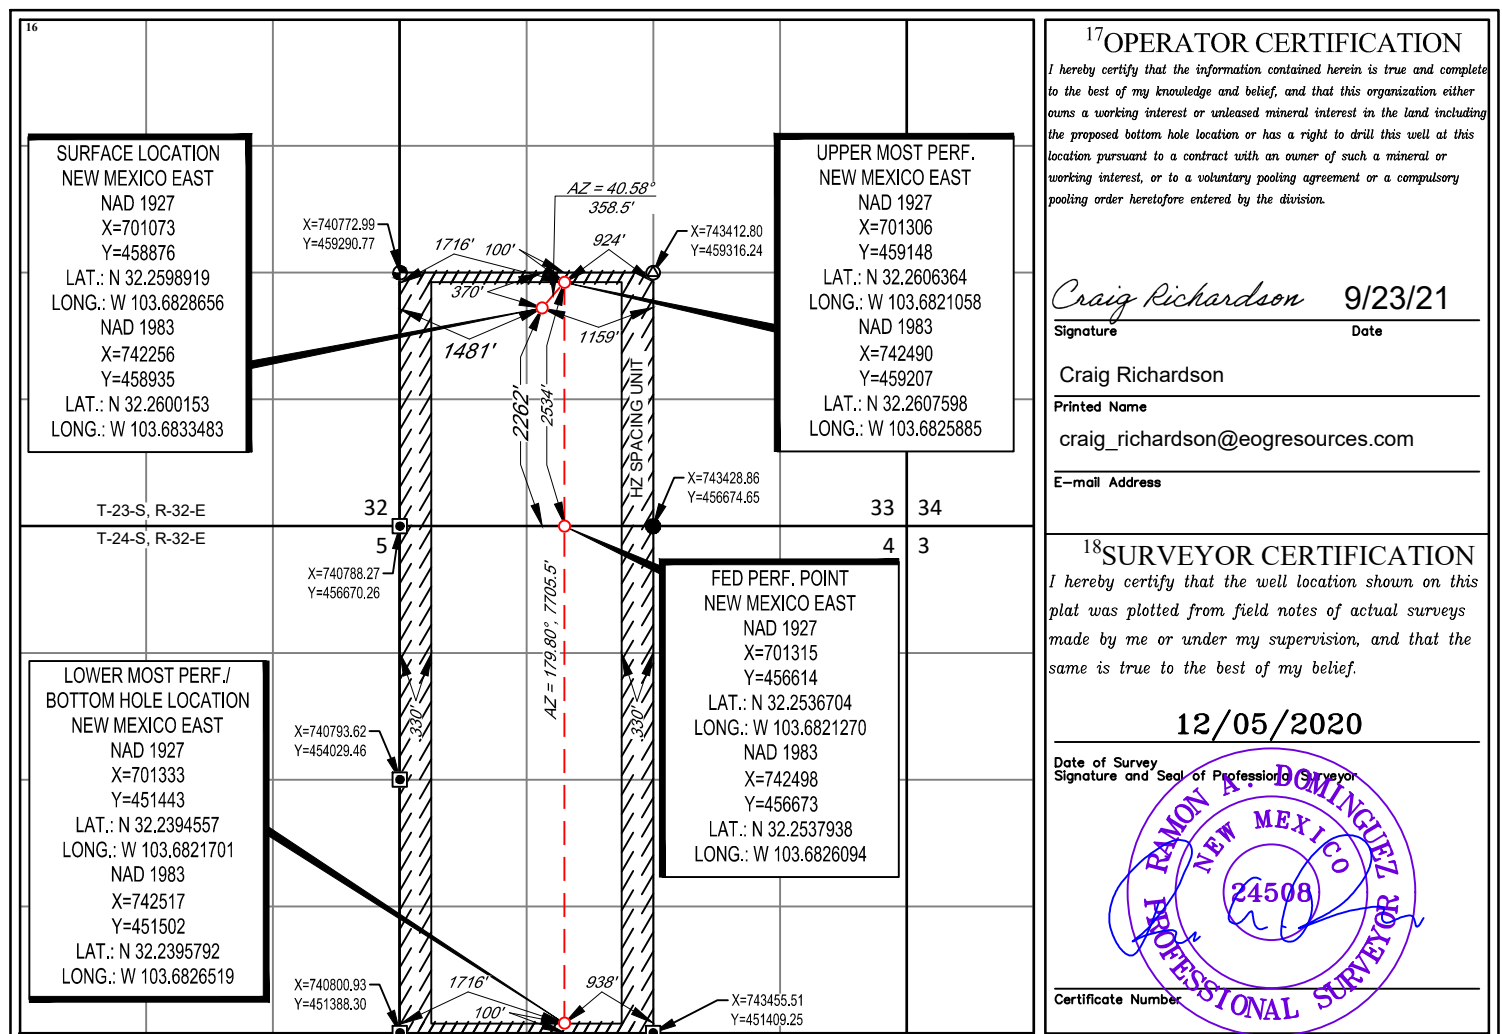 16
SURFACE LOCATION
NEW MEXICO EAST
NAD 1927
X=701073
Y=458876
LAT.: N 32.2598919
LONG.: W 103.6828656
NAD 1983
X=742256
Y=458935
LAT.: N 32.2600153
LONG.: W 103.6833483
UPPER MOST PERF.
NEW MEXICO EAST
NAD 1927
X=701306
Y=459148
LAT.: N 32.2606364
LONG.: W 103.6821058
NAD 1983
X=742490
Y=459207
LAT.: N 32.2607598
LONG.: W 103.6825885
AZ = 40.58°
358.5'
X=740772.99
Y=459290.77
1716'
100'
924'
X=743412.80
Y=459316.24
370'
1481'
1159'
2262'
2534'
HZ SPACING UNIT
X=743428.86
Y=456674.65
T-23-S, R-32-E
32
33
34
T-24-S, R-32-E
5
4
3
X=740788.27
Y=456670.26
AZ = 179.80°, 7705.5'
FED PERF. POINT
NEW MEXICO EAST
NAD 1927
X=701315
Y=456614
LAT.: N 32.2536704
LONG.: W 103.6821270
NAD 1983
X=742498
Y=456673
LAT.: N 32.2537938
LONG.: W 103.6826094
LOWER MOST PERF./
BOTTOM HOLE LOCATION
NEW MEXICO EAST
NAD 1927
X=701333
Y=451443
LAT.: N 32.2394557
LONG.: W 103.6821701
NAD 1983
X=742517
Y=451502
LAT.: N 32.2395792
LONG.: W 103.6826519
330'
330'
X=740793.62
Y=454029.46
X=740800.93
Y=451388.30
1716'
100'
938'
X=743455.51
Y=451409.25
17OPERATOR CERTIFICATION
I hereby certify that the information contained herein is true and complete
to the best of my knowledge and belief, and that this organization either
owns a working interest or unleased mineral interest in the land including
the proposed bottom hole location or has a right to drill this well at this
location pursuant to a contract with an owner of such a mineral or
working interest, or to a voluntary pooling agreement or a compulsory
pooling order heretofore entered by the division.
Craig Richardson 9/23/21
Signature Date
Craig Richardson
Printed Name
craig_richardson@eogresources.com
E-mail Address
18SURVEYOR CERTIFICATION
I hereby certify that the well location shown on this
plat was plotted from field notes of actual surveys
made by me or under my supervision, and that the
same is true to the best of my belief.
12/05/2020
Date of Survey
Signature and Seal of Professional Surveyor
RAMON A. DOMINGUEZ
NEW MEXICO
24508
PROFESSIONAL SURVEYOR
Certificate Number